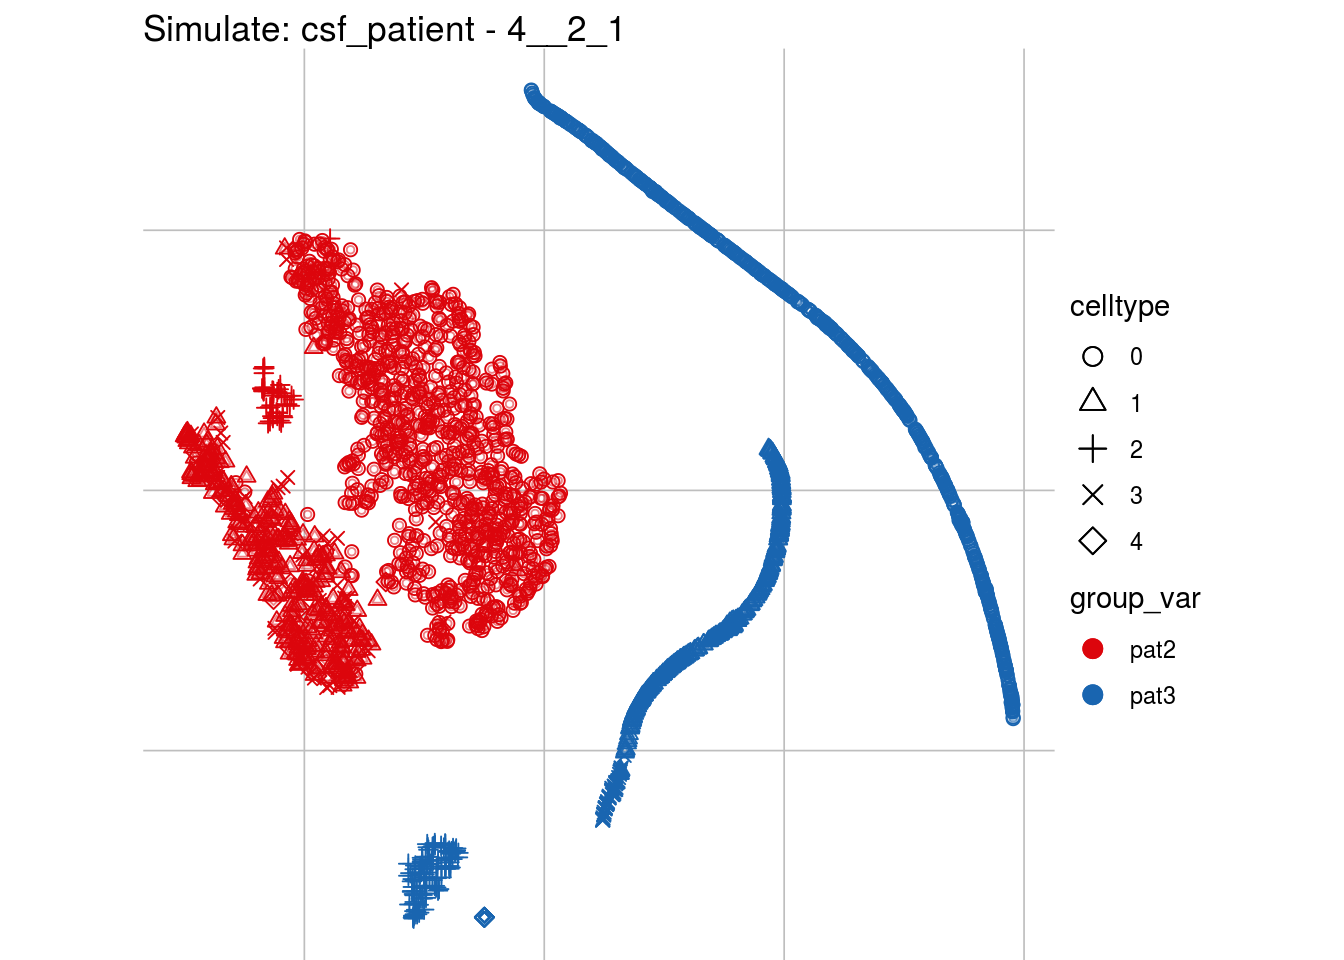 Simulate: csf_patient - 4__2_1
celltype
0
1
2
3
4
group_var
pat2
pat3